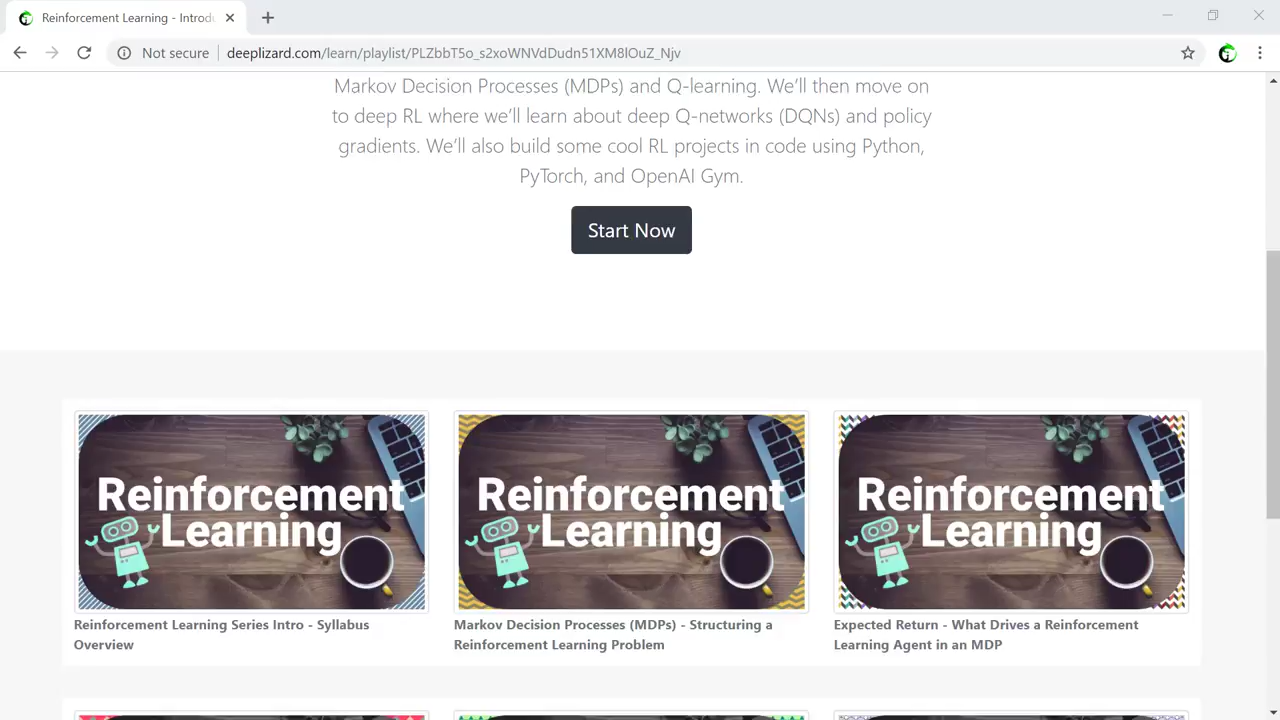 Reinforcement Learning - Introdu
Not secure
deeplizard.com/learn/playlist/PLZbbT5o_s2xoWNVdDudn51XM8lOuZ_Njv
Markov Decision Processes (MDPs) and Q-learning. We'll then move on
to deep RL where we'll learn about deep Q-networks (DQNs) and policy
gradients. We'll also build some cool RL projects in code using Python,
PyTorch, and OpenAI Gym.
Start Now
Reinforcement
Learning
Reinforcement
Learning
Reinforcement
Learning
Reinforcement Learning Series Intro - Syllabus
Overview
Markov Decision Processes (MDPs) - Structuring a
Reinforcement Learning Problem
Expected Return - What Drives a Reinforcement
Learning Agent in an MDP